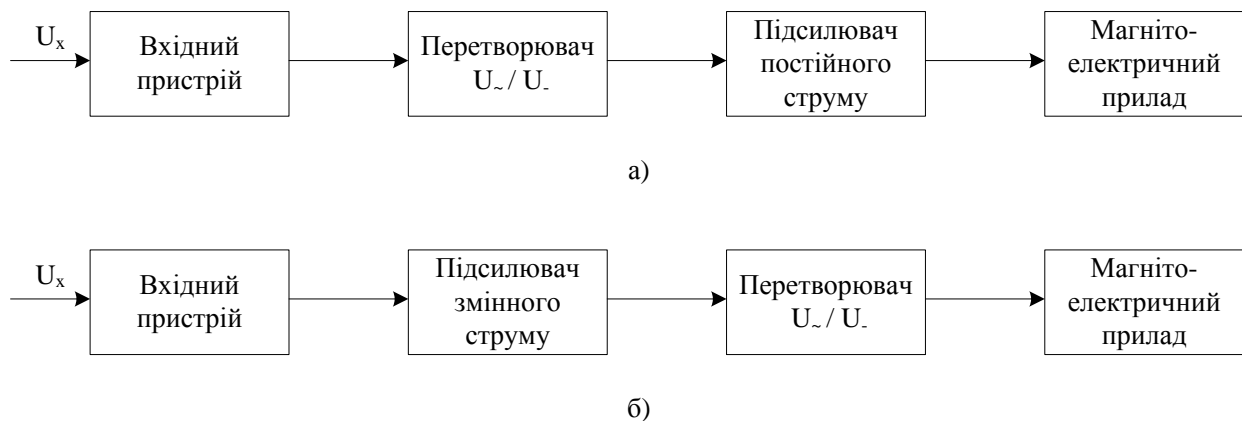 Uₓ
Вхідний
пристрій
Перетворювач
U~ / U-
Підсилювач
постійного
струму
Магніто-
електричний
прилад
а)
Uₓ
Вхідний
пристрій
Підсилювач
змінного
струму
Перетворювач
U~ / U-
Магніто-
електричний
прилад
б)